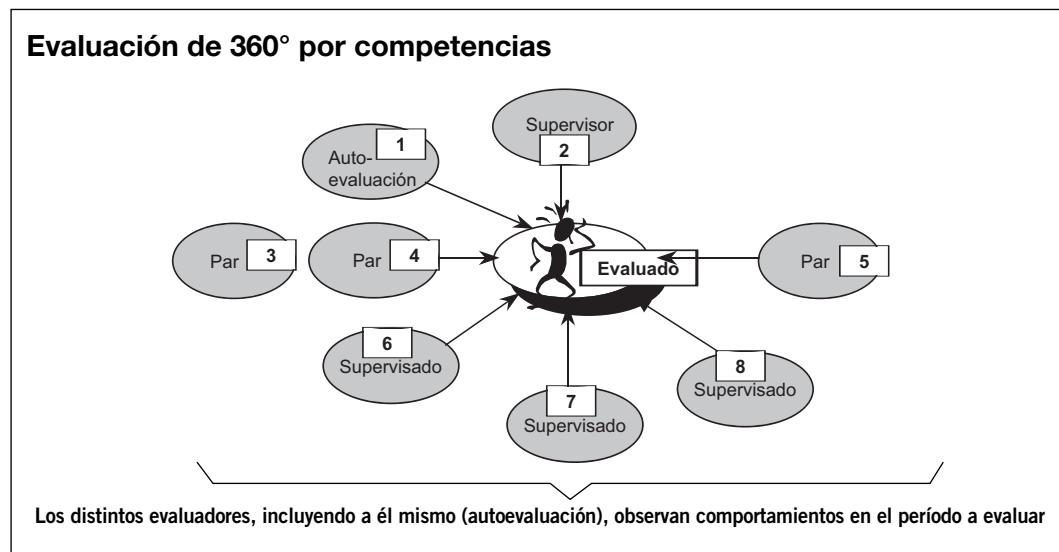 Evaluación de 360° por competencias
Supervisor
2
1
Auto-
evaluación
Par 3
Par 4
Evaluado
Par 5
6
Supervisado
7
Supervisado
8
Supervisado
Los distintos evaluadores, incluyendo a él mismo (autoevaluación), observan comportamientos en el período a evaluar